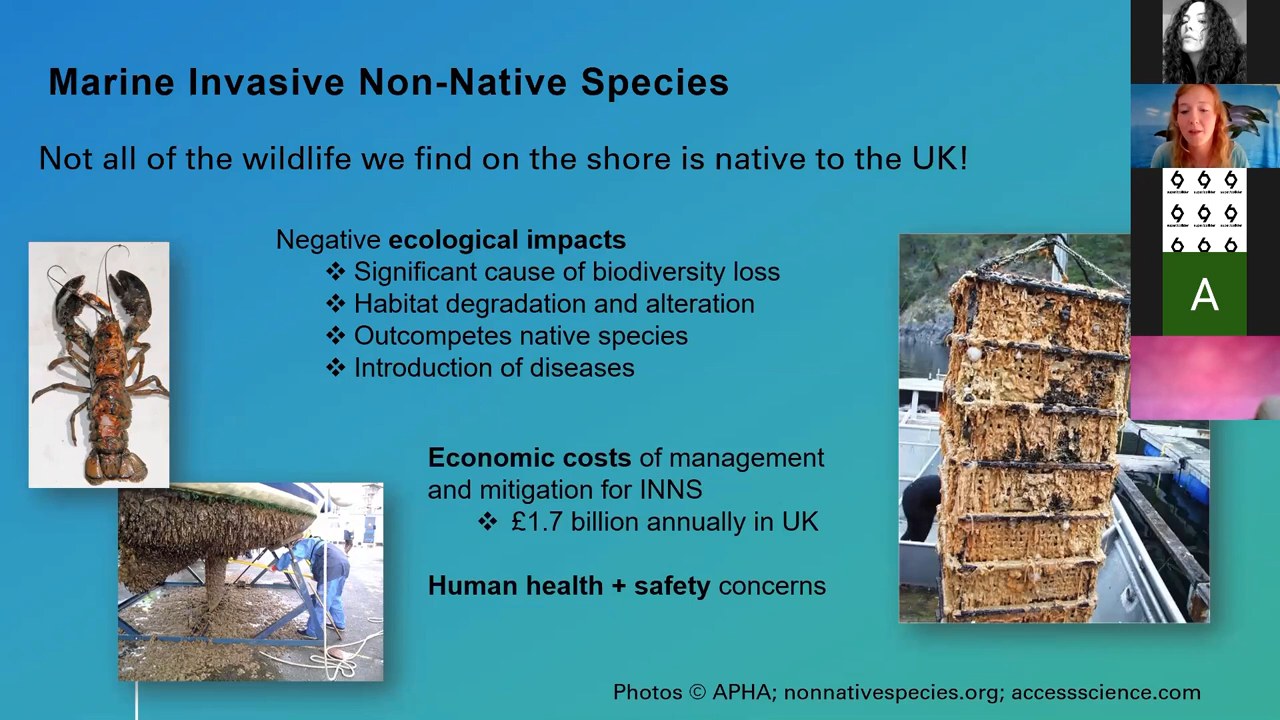 Marine Invasive Non-Native Species
Not all of the wildlife we find on the shore is native to the UK!
Negative ecological impacts
❖ Significant cause of biodiversity loss
❖ Habitat degradation and alteration
❖ Outcompetes native species
❖ Introduction of diseases
Economic costs of management
and mitigation for INNS
❖ £1.7 billion annually in UK
Human health + safety concerns
Photos © APHA; nonnativespecies.org; accessscience.com
A